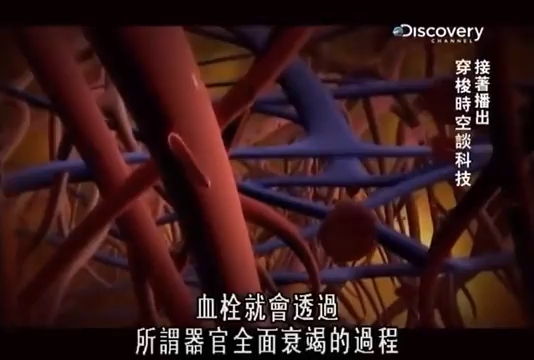 Discovery
CHANNEL
接著播出
穿梭時空談科技
血栓就會透過
所謂器官全面衰竭的過程